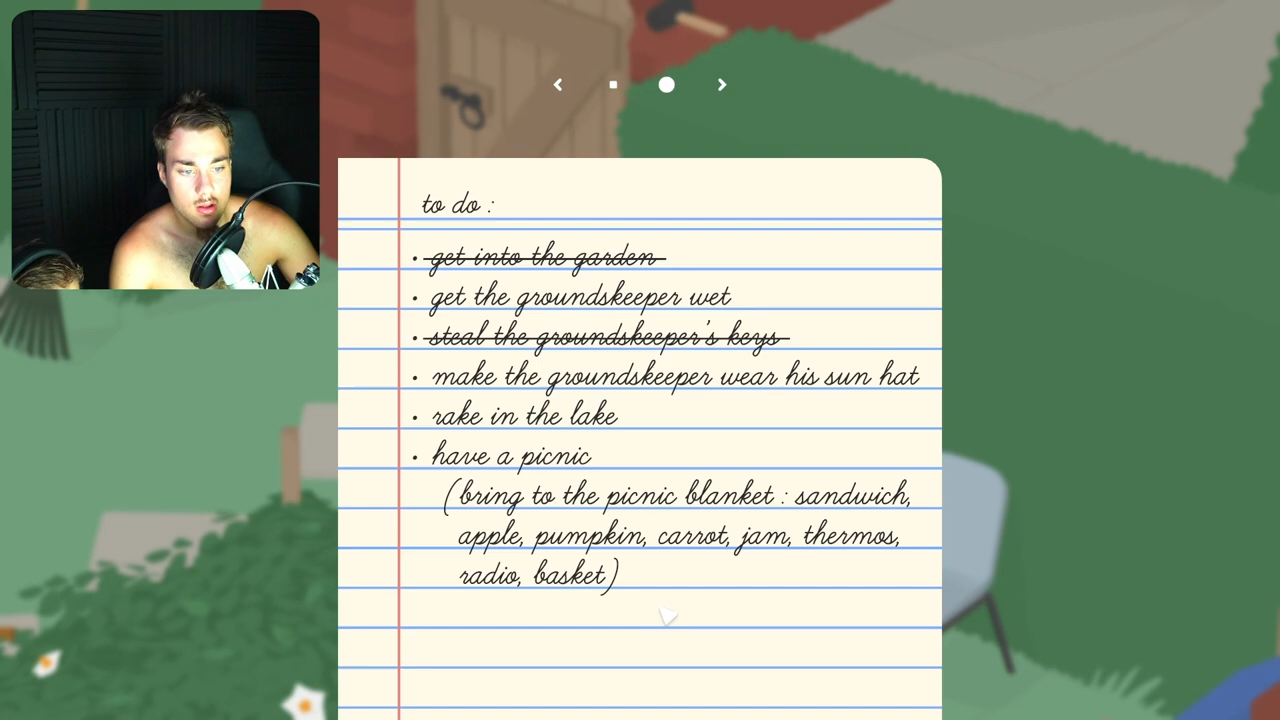 to do :
• get into the garden
• get the groundskeeper wet
• steal the groundskeeper's keys
• make the groundskeeper wear his sun hat
• rake in the lake
• have a picnic
(bring to the picnic blanket : sandwich,
apple, pumpkin, carrot, jam, thermos,
radio, basket)